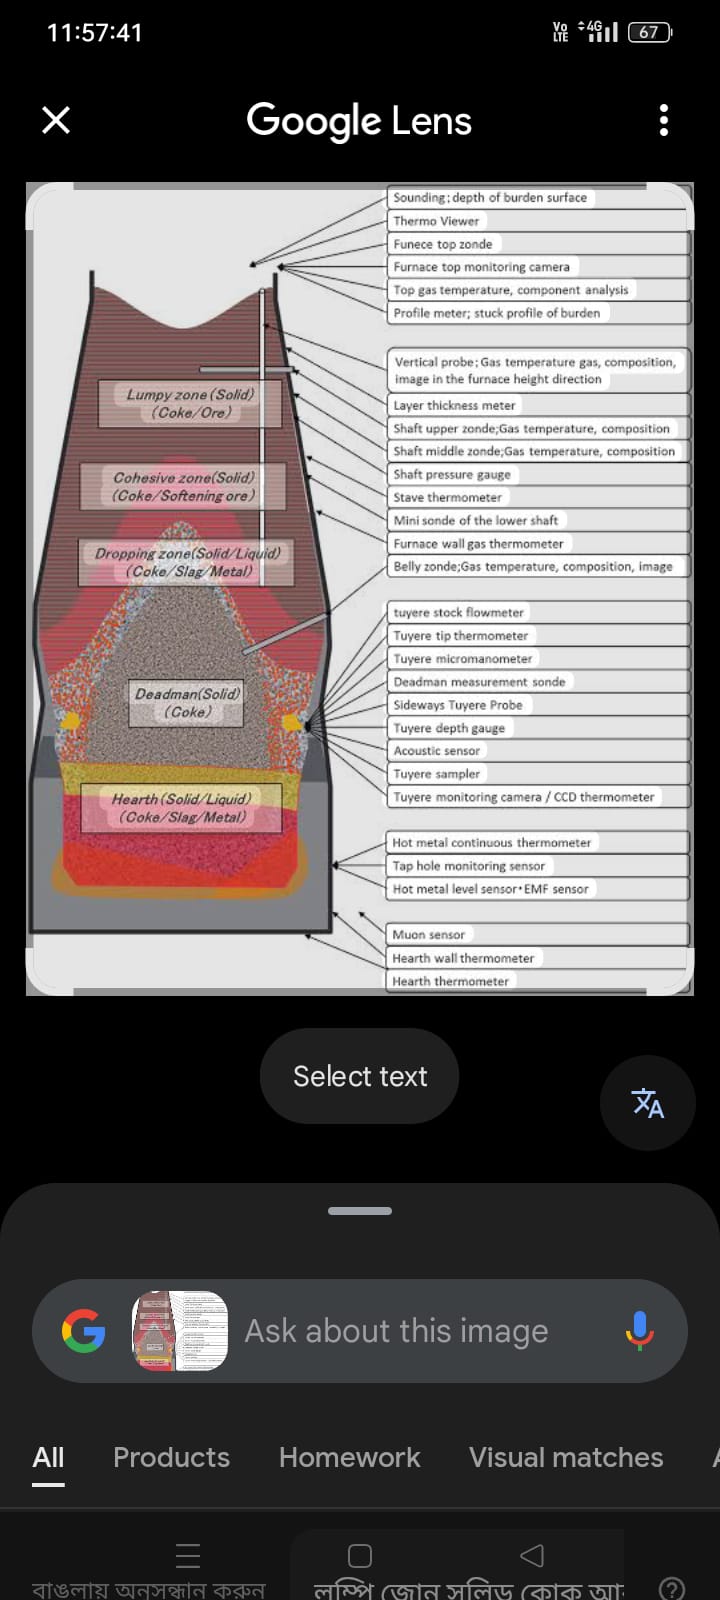 11:57:41
Vo
LTE
4G
67
Google Lens
Sounding; depth of burden surface
Thermo Viewer
Funece top zonde
Furnace top monitoring camera
Top gas temperature, component analysis
Profile meter; stuck profile of burden
Vertical probe; Gas temperature gas, composition,
image in the furnace height direction
Layer thickness meter
Shaft upper zonde;Gas temperature, composition
Shaft middle zonde;Gas temperature, composition
Shaft pressure gauge
Stave thermometer
Mini sonde of the lower shaft
Furnace wall gas thermometer
Belly zonde;Gas temperature, composition, image
tuyere stock flowmeter
Tuyere tip thermometer
Tuyere micromanometer
Deadman measurement sonde
Sideways Tuyere Probe
Tuyere depth gauge
Acoustic sensor
Tuyere sampler
Tuyere monitoring camera / CCD thermometer
Hot metal continuous thermometer
Tap hole monitoring sensor
Hot metal level sensor・EMF sensor
Muon sensor
Hearth wall thermometer
Hearth thermometer
Lumpy zone (Solid)
(Coke/Ore)
Cohesive zone(Solid)
(Coke/Softening ore)
Dropping zone(Solid/Liquid)
(Coke/Slag/Metal)
Deadman(Solid)
(Coke)
Hearth (Solid/Liquid)
(Coke/Slag/Metal)
Select text
Ask about this image
All Products Homework Visual matches
বাঙলায় অনুসন্ধান করুন
লাম্পি জোন সলিড কোক